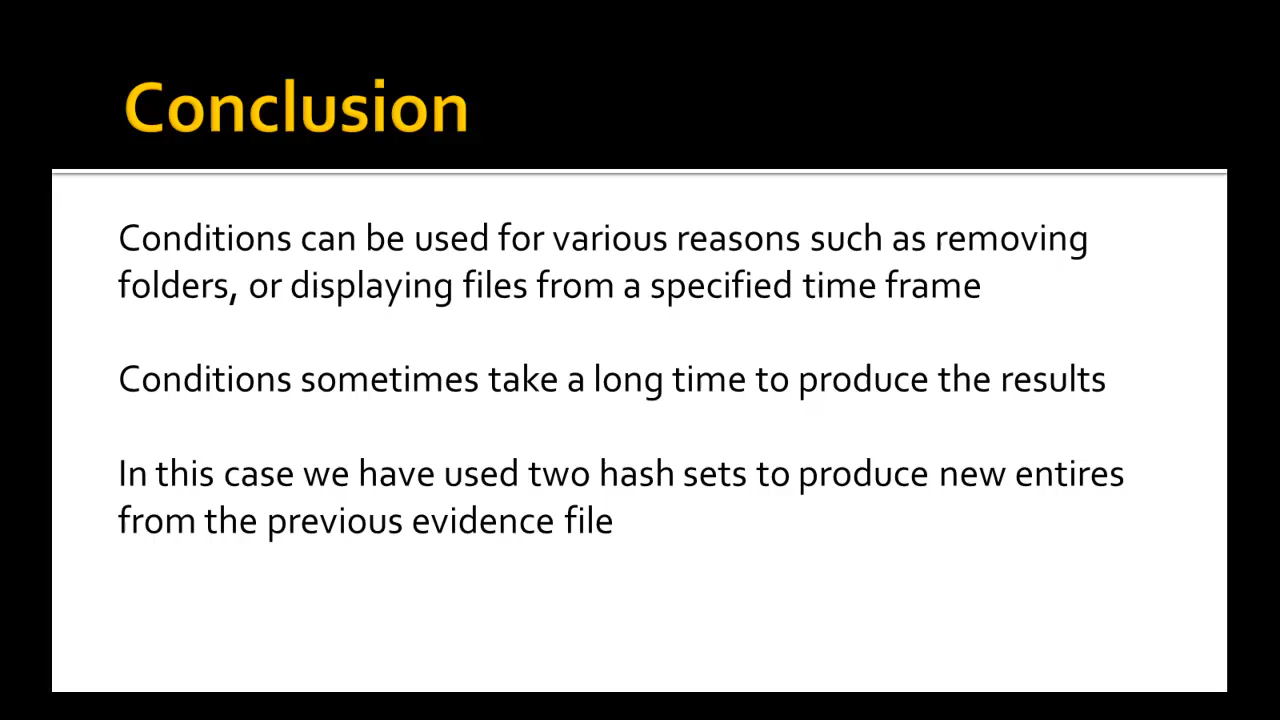 Conclusion
Conditions can be used for various reasons such as removing
folders, or displaying files from a specified time frame
Conditions sometimes take a long time to produce the results
In this case we have used two hash sets to produce new entires
from the previous evidence file